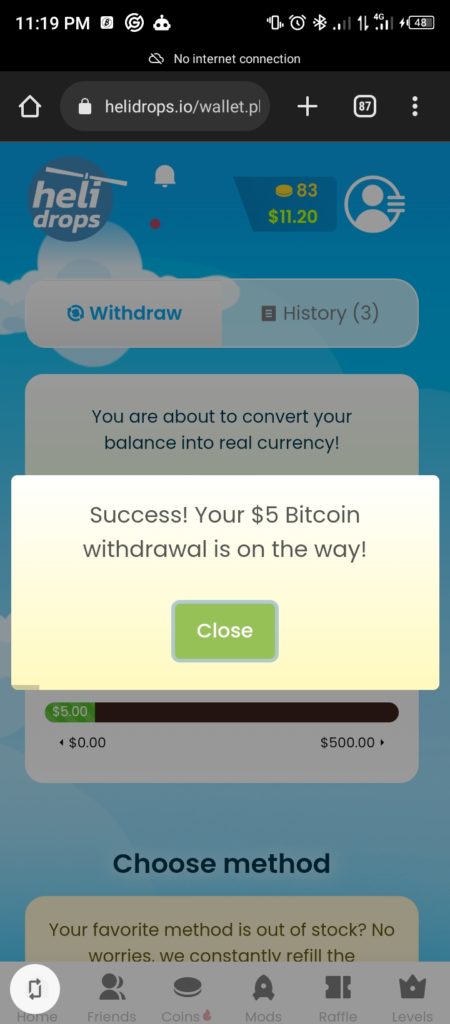 11:19 PM
4G
48
No internet connection
helidrops.io/wallet.pl
87
heli
drops
83
$11.20
Withdraw
History (3)
You are about to convert your
balance into real currency!
Success! Your $5 Bitcoin
withdrawal is on the way!
Close
$5.00
$0.00
$500.00
Choose method
Your favorite method is out of stock? No
worries, we constantly refill the
Home
Friends
Coins
Mods
Raffle
Levels